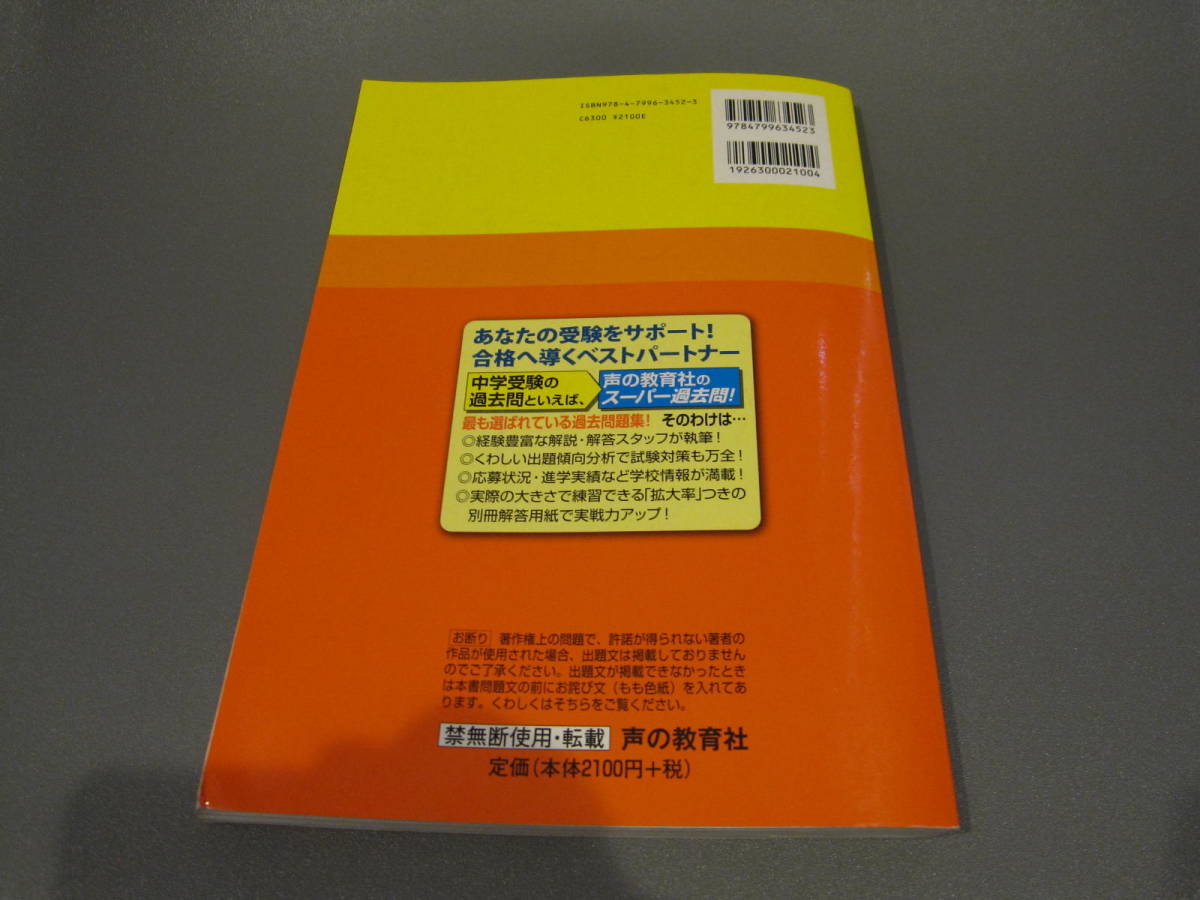 ISBN978-4-7996-3452-3
C6300 ¥2100E
9784799634523
1926300021004
あなたの受験をサポート!
合格へ導くベストパートナー
中学受験の
過去問といえば、
声の教育社の
スーパー過去問!
最も選ばれている過去問題集! そのわけは…
◎経験豊富な解説・解答スタッフが執筆!
◎くわしい出題傾向分析で試験対策も万全!
◎応募状況・進学実績など学校情報が満載!
◎実際の大きさで練習できる「拡大率」つきの
別冊解答用紙で実戦力アップ!
お断り 著作権上の問題で、許諾が得られない著者の
作品が使用された場合、出題文は掲載しておりません
のでご了承ください。出題文が掲載できなかったとき
は本書問題文の前にお詫び文(もも色紙)を入れてあ
ります。くわしくはそちらをご覧ください。
禁無断使用・転載 声の教育社
定価(本体2100円+税)